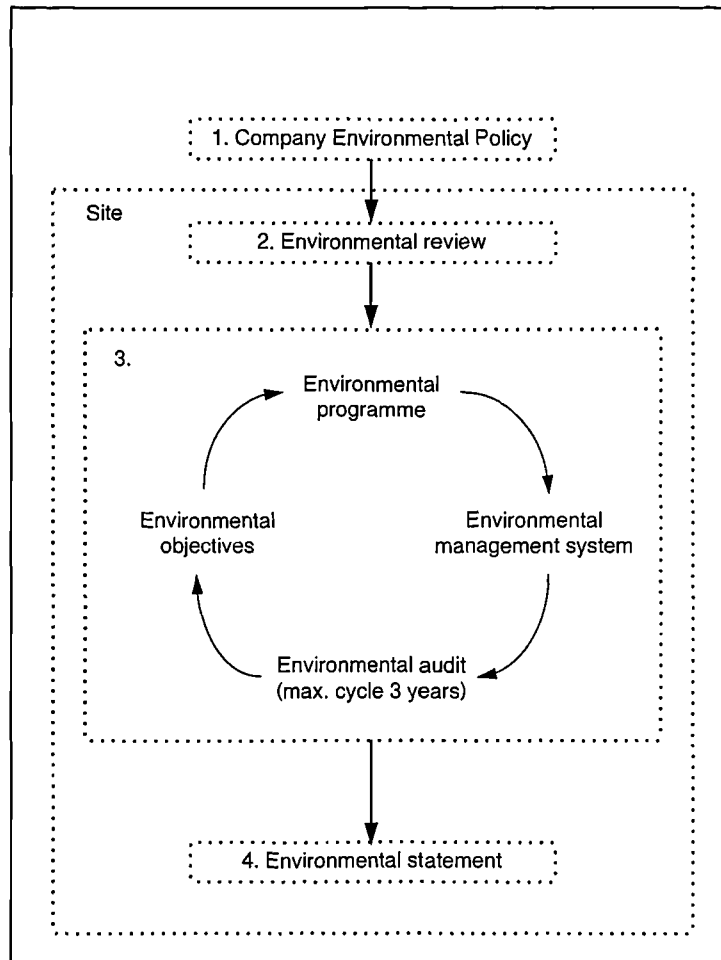 1. Company Environmental Policy
Site
2. Environmental review
3.
Environmental
programme
Environmental
objectives
Environmental
management system
Environmental audit
(max. cycle 3 years)
4. Environmental statement